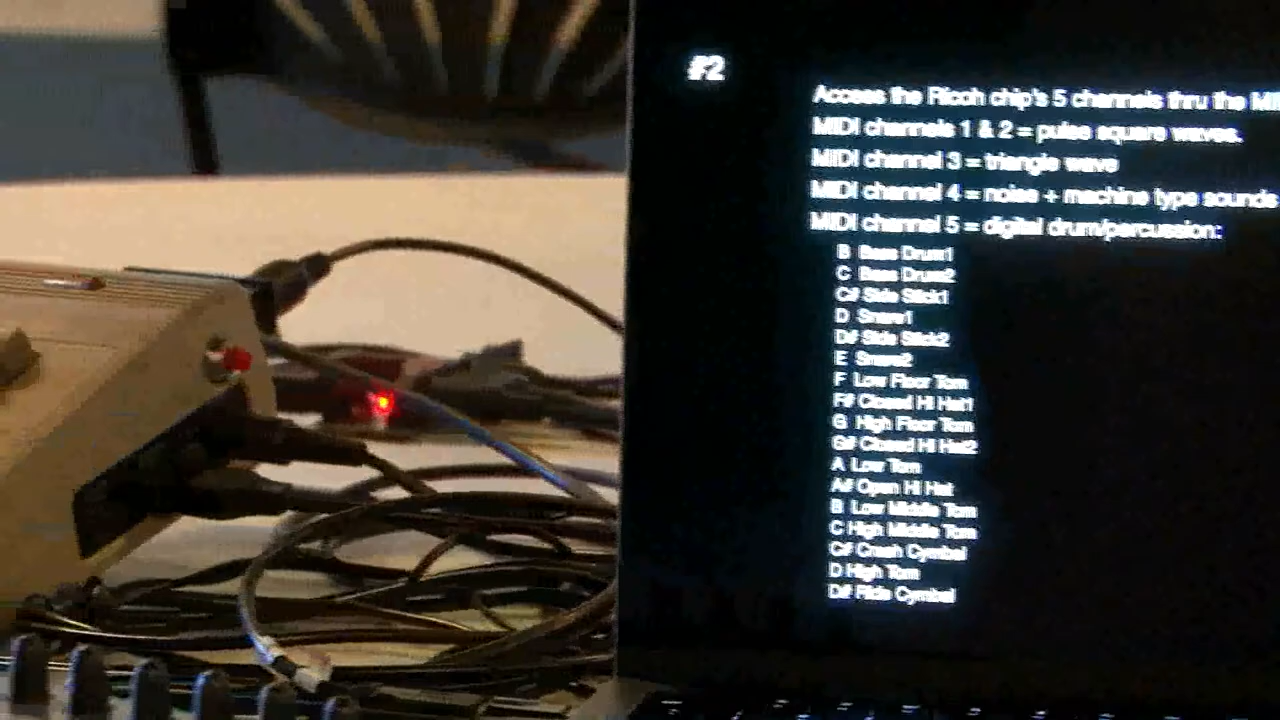 #2
Access the Ricoh chip's 5 channels thru the MI
MIDI channels 1 & 2 = pulse square waves.
MIDI channel 3 = triangle wave
MIDI channel 4 = noise + machine type sounds
MIDI channel 5 = digital drum/percussion:
B Bass Drum1
C Bass Drum2
C# Side Stick1
D Snare1
D# Side Stick2
E Snare2
F Low Floor Tom
F# Closed Hi Hat1
G High Floor Tom
G# Closed Hi Hat2
A Low Tom
A# Open Hi Hat
B Low Middle Tom
C High Middle Tom
C# Crash Cymbal
D High Tom
D# Ride Cymbal